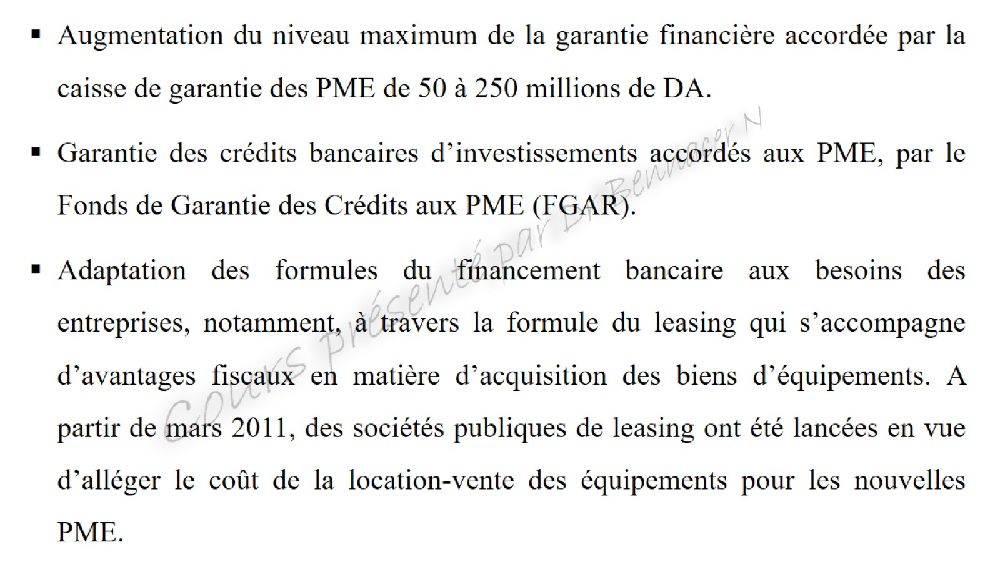 ▪ Augmentation du niveau maximum de la garantie financière accordée par la
caisse de garantie des PME de 50 à 250 millions de DA.
▪ Garantie des crédits bancaires d’investissements accordés aux PME, par le
Fonds de Garantie des Crédits aux PME (FGAR).
▪ Adaptation des formules du financement bancaire aux besoins des
entreprises, notamment, à travers la formule du leasing qui s’accompagne
d’avantages fiscaux en matière d’acquisition des biens d’équipements. A
partir de mars 2011, des sociétés publiques de leasing ont été lancées en vue
d’alléger le coût de la location-vente des équipements pour les nouvelles
PME.
Cours présenté par Dr Bennacer N